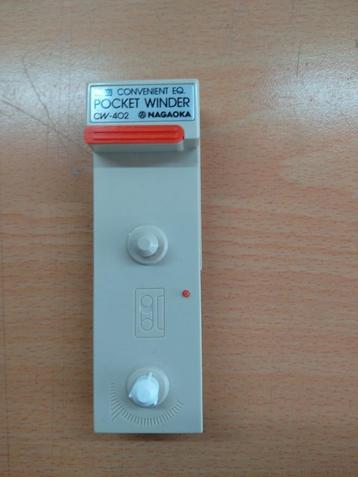 CONVENIENT EQ.
POCKET WINDER
CW-402 NAGAOKA